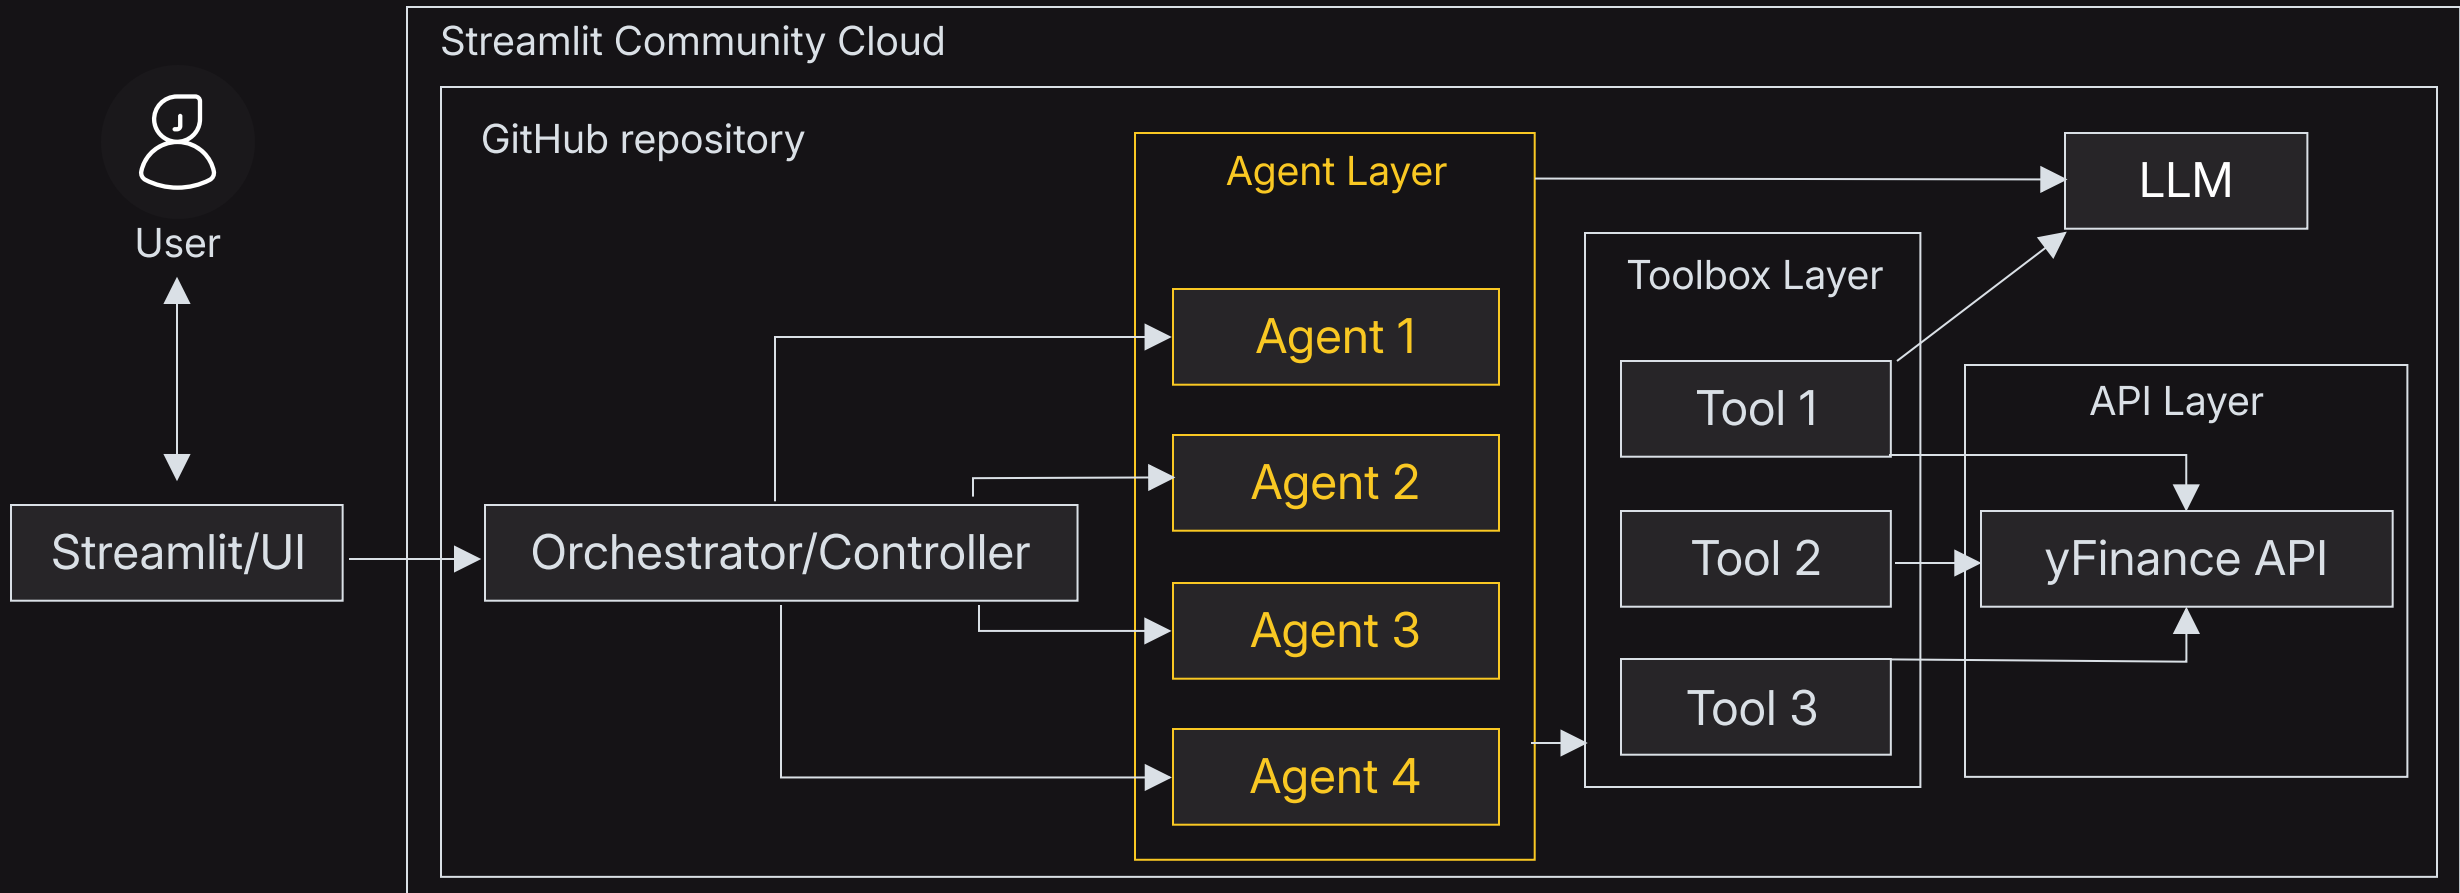 Streamlit Community Cloud
GitHub repository
User
Streamlit/UI
Orchestrator/Controller
Agent Layer
Agent 1
Agent 2
Agent 3
Agent 4
Toolbox Layer
Tool 1
Tool 2
Tool 3
LLM
API Layer
yFinance API